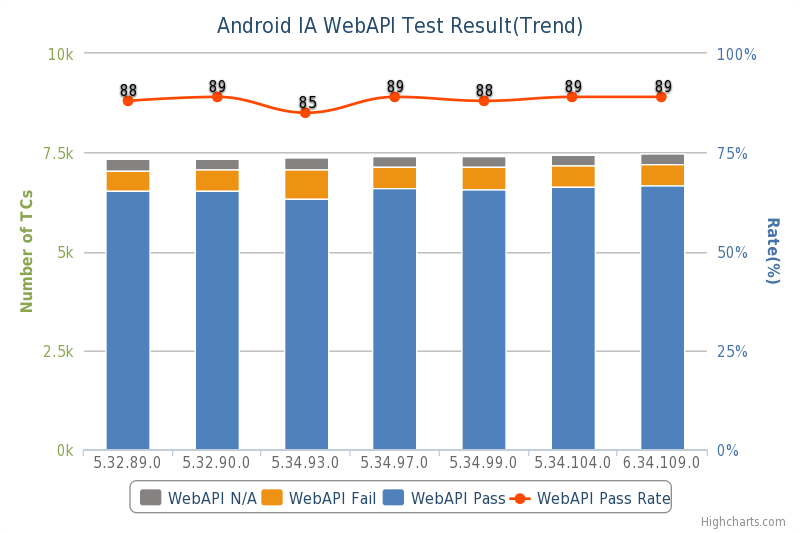 Android IA WebAPI Test Result(Trend)
10k
100%
88 89 85 89 88 89 89
7.5k
75%
Number of TCs
5k
50%
Rate(%)
2.5k
25%
0k
0%
5.32.89.0 5.32.90.0 5.34.93.0 5.34.97.0 5.34.99.0 5.34.104.0 6.34.109.0
WebAPI N/A WebAPI Fail WebAPI Pass WebAPI Pass Rate
Highcharts.com